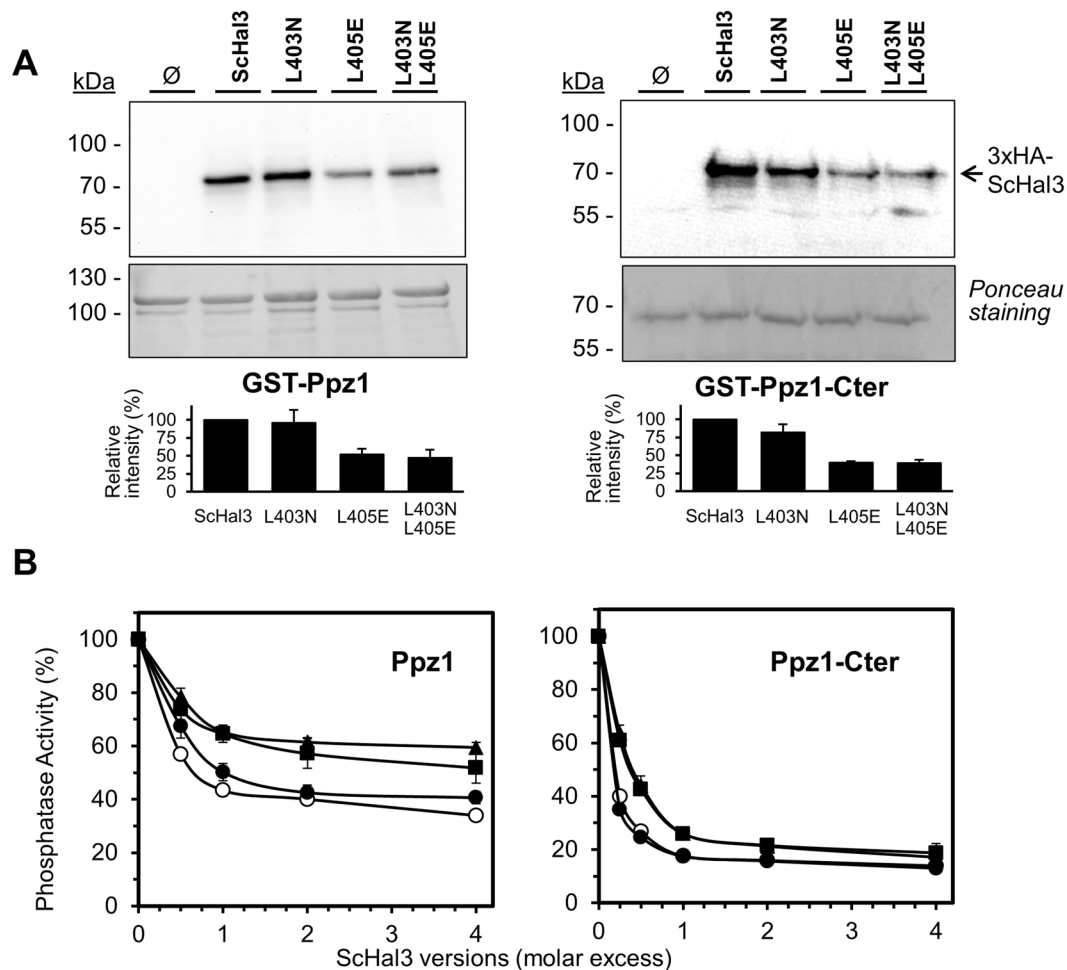 A
kDa
Ø
ScHal3
L403N
L405E
L403N
L405E
100 -
70 -
55 -
130 -
100 -
GST-Ppz1
Relative
intensity (%)
100
75
50
25
0
ScHal3
L403N
L405E
L403N
L405E
kDa
Ø
ScHal3
L403N
L405E
L403N
L405E
100 -
70 -
55 -
3xHA-
ScHal3
70 -
55 -
Ponceau
staining
GST-Ppz1-Cter
Relative
intensity (%)
100
75
50
25
0
ScHal3
L403N
L405E
L403N
L405E
B
Phosphatase Activity (%)
100
80
60
40
20
0
Ppz1
0 1 2 3 4
100
80
60
40
20
0
Ppz1-Cter
0 1 2 3 4
ScHal3 versions (molar excess)